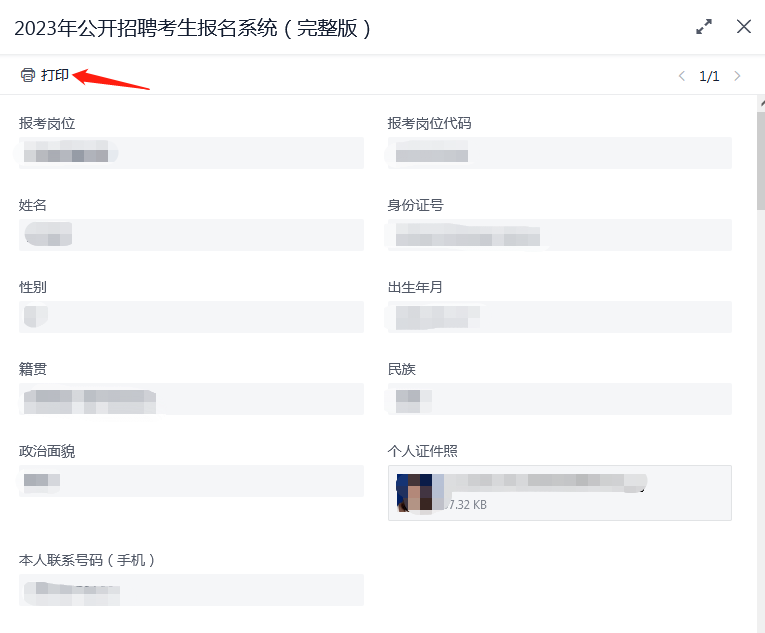 2023年公开招聘考生报名系统（完整版）
打印
1/1
报考岗位
报考岗位代码
姓名
身份证号
性别
出生年月
籍贯
民族
政治面貌
个人证件照
7.32 KB
本人联系号码（手机）